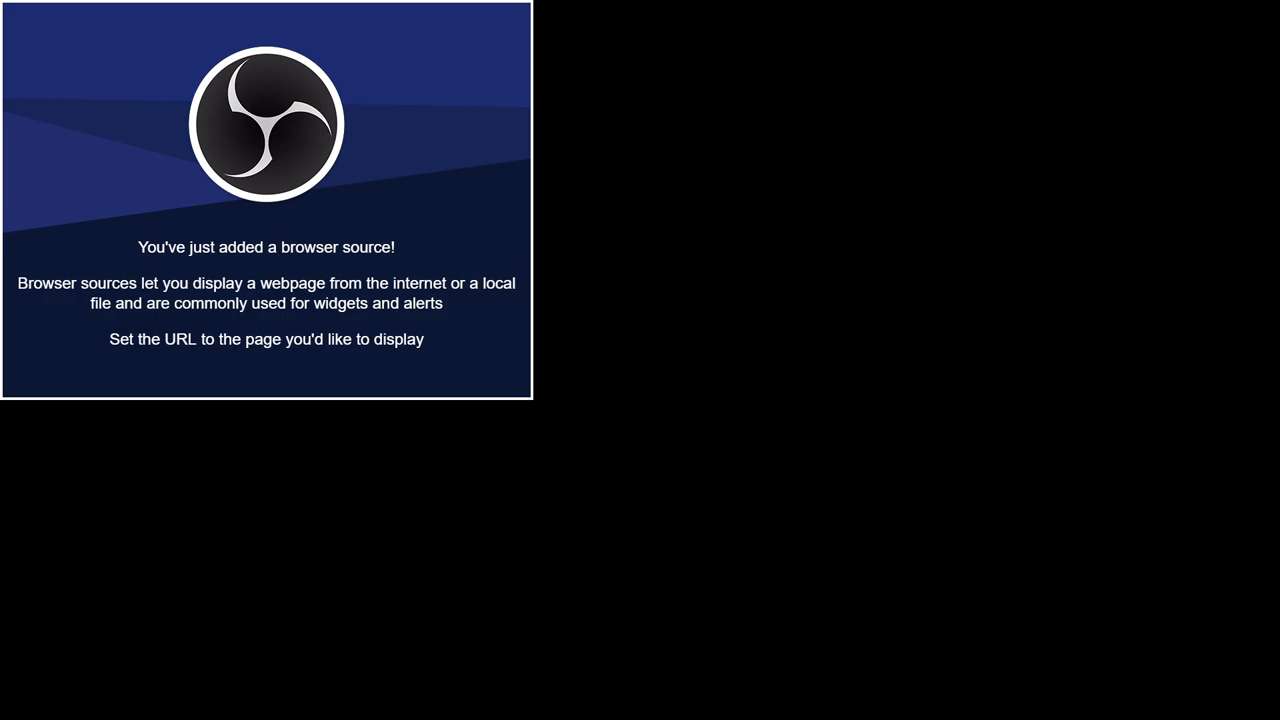 You've just added a browser source!
Browser sources let you display a webpage from the internet or a local
file and are commonly used for widgets and alerts
Set the URL to the page you'd like to display